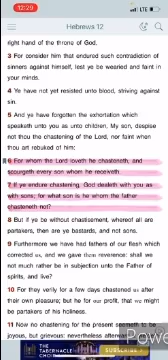 12:29
Hebrews 12
right hand of the throne of God.
3 For consider him that endured such contradiction of
sinners against himself, lest ye be wearied and faint in
your minds.
4 Ye have not yet resisted unto blood, striving against
sin.
5 And ye have forgotten the exhortation which
speaketh unto you as unto children, My son, despise
not thou the chastening of the Lord, nor faint when
thou art rebuked of him:
6 For whom the Lord loveth he chasteneth, and
scourgeth every son whom he receiveth.
7 If ye endure chastening, God dealeth with you as
with sons; for what son is he whom the father
chasteneth not?
8 But if ye be without chastisement, whereof all are
partakers, then are ye bastards, and not sons.
9 Furthermore we have had fathers of our flesh which
corrected us, and we gave them reverence: shall we
not much rather be in subjection unto the Father of
spirits, and live?
10 For they verily for a few days chastened us after
their own pleasure; but he for our profit, that we might
be partakers of his holiness.
11 Now no chastening for the present seemeth to be
joyous, but grievous: nevertheless afterward
THE
TABERNACLE
Pow